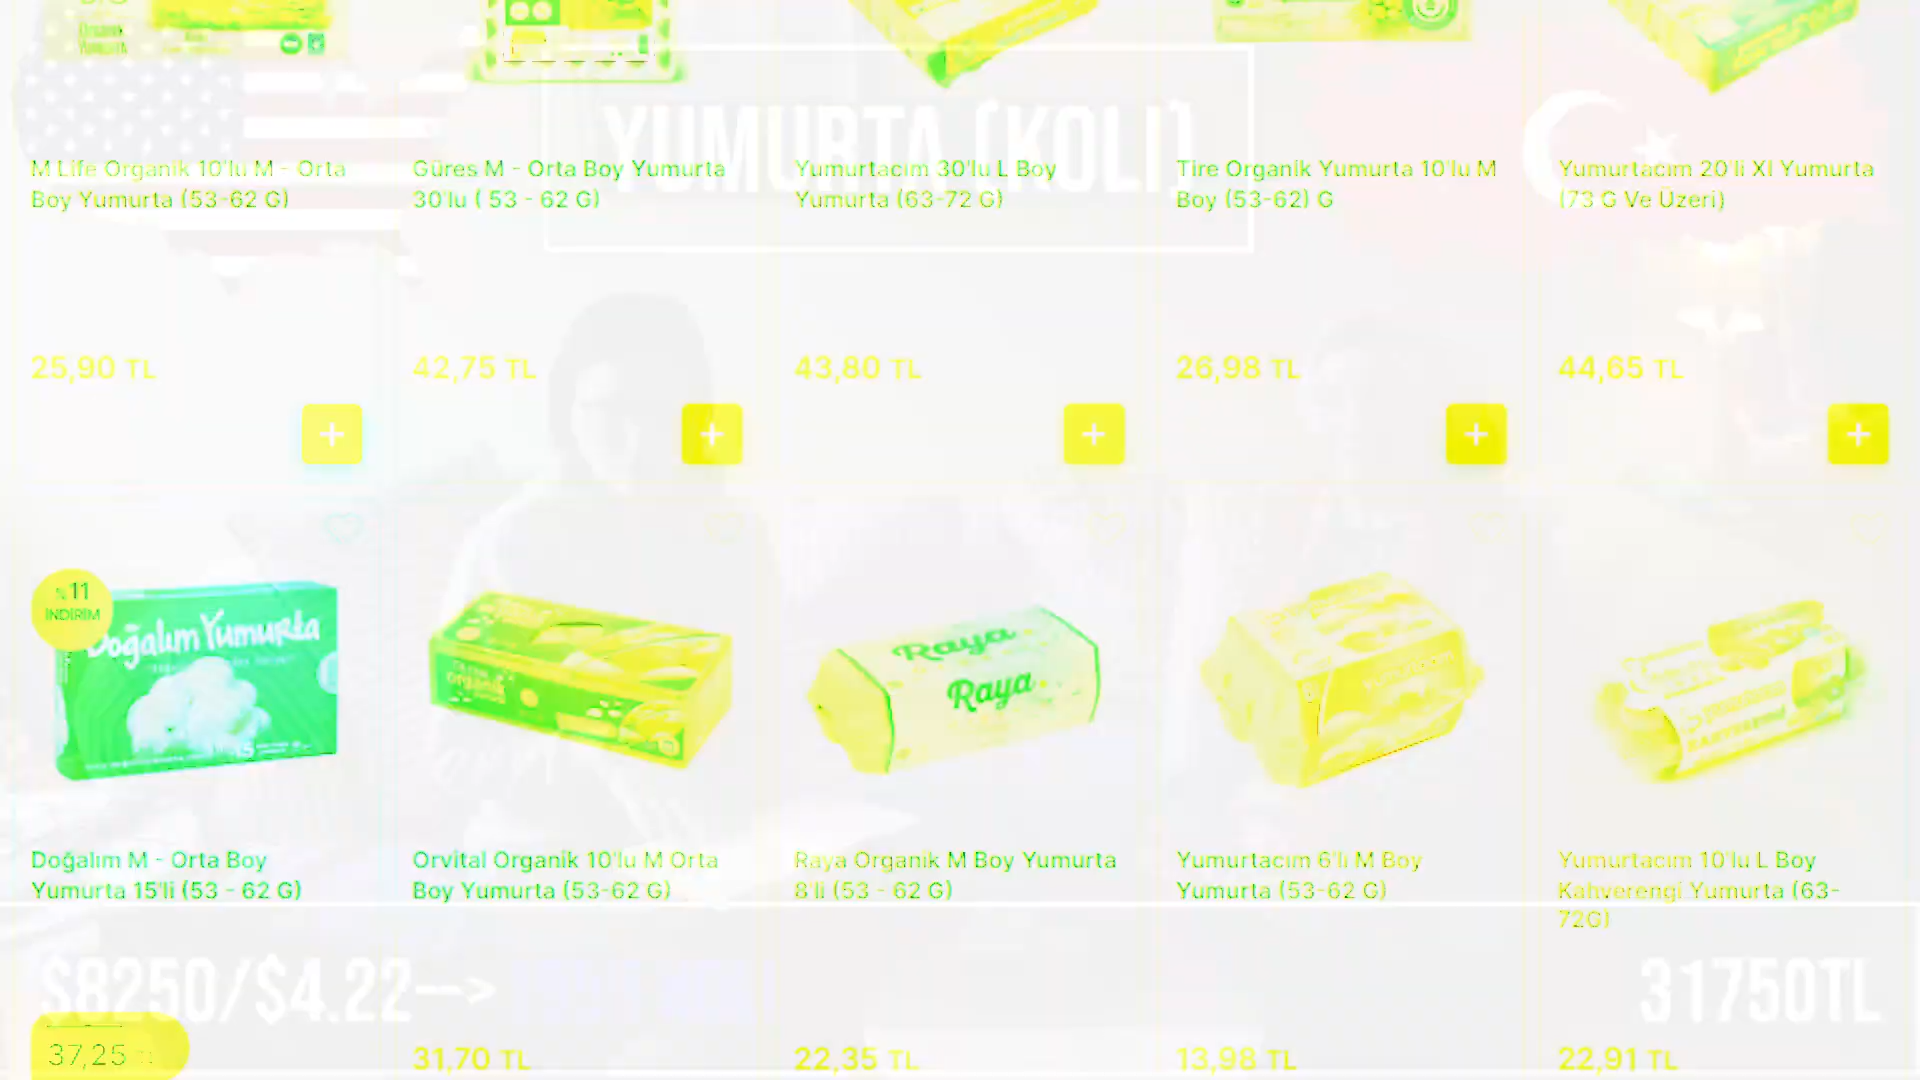 Organik
Yumurta
YUMURTA (KOLI)
M Life Organik 10'lu M - Orta
Boy Yumurta (53-62 G)
Güres M - Orta Boy Yumurta
30'lu ( 53 - 62 G)
Yumurtacım 30'lu L Boy
Yumurta (63-72 G)
Tire Organik Yumurta 10'lu M
Boy (53-62) G
Yumurtacım 20'li Xl Yumurta
(73 G Ve Üzeri)
25,90 TL
42,75 TL
43,80 TL
26,98 TL
44,65 TL
%11
İNDİRİM
Doğalım Yumurta
organik
Raya
Raya
Doğalım M - Orta Boy
Yumurta 15'li (53 - 62 G)
Orvital Organik 10'lu M Orta
Boy Yumurta (53-62 G)
Raya Organik M Boy Yumurta
8'li (53 - 62 G)
Yumurtacım 6'lı M Boy
Yumurta (53-62 G)
Yumurtacım 10'lu L Boy
Kahverengi Yumurta (63-
72G)
$8250/$4.22-->
31750TL
37,25 TL
31,70 TL
22,35 TL
13,98 TL
22,91 TL